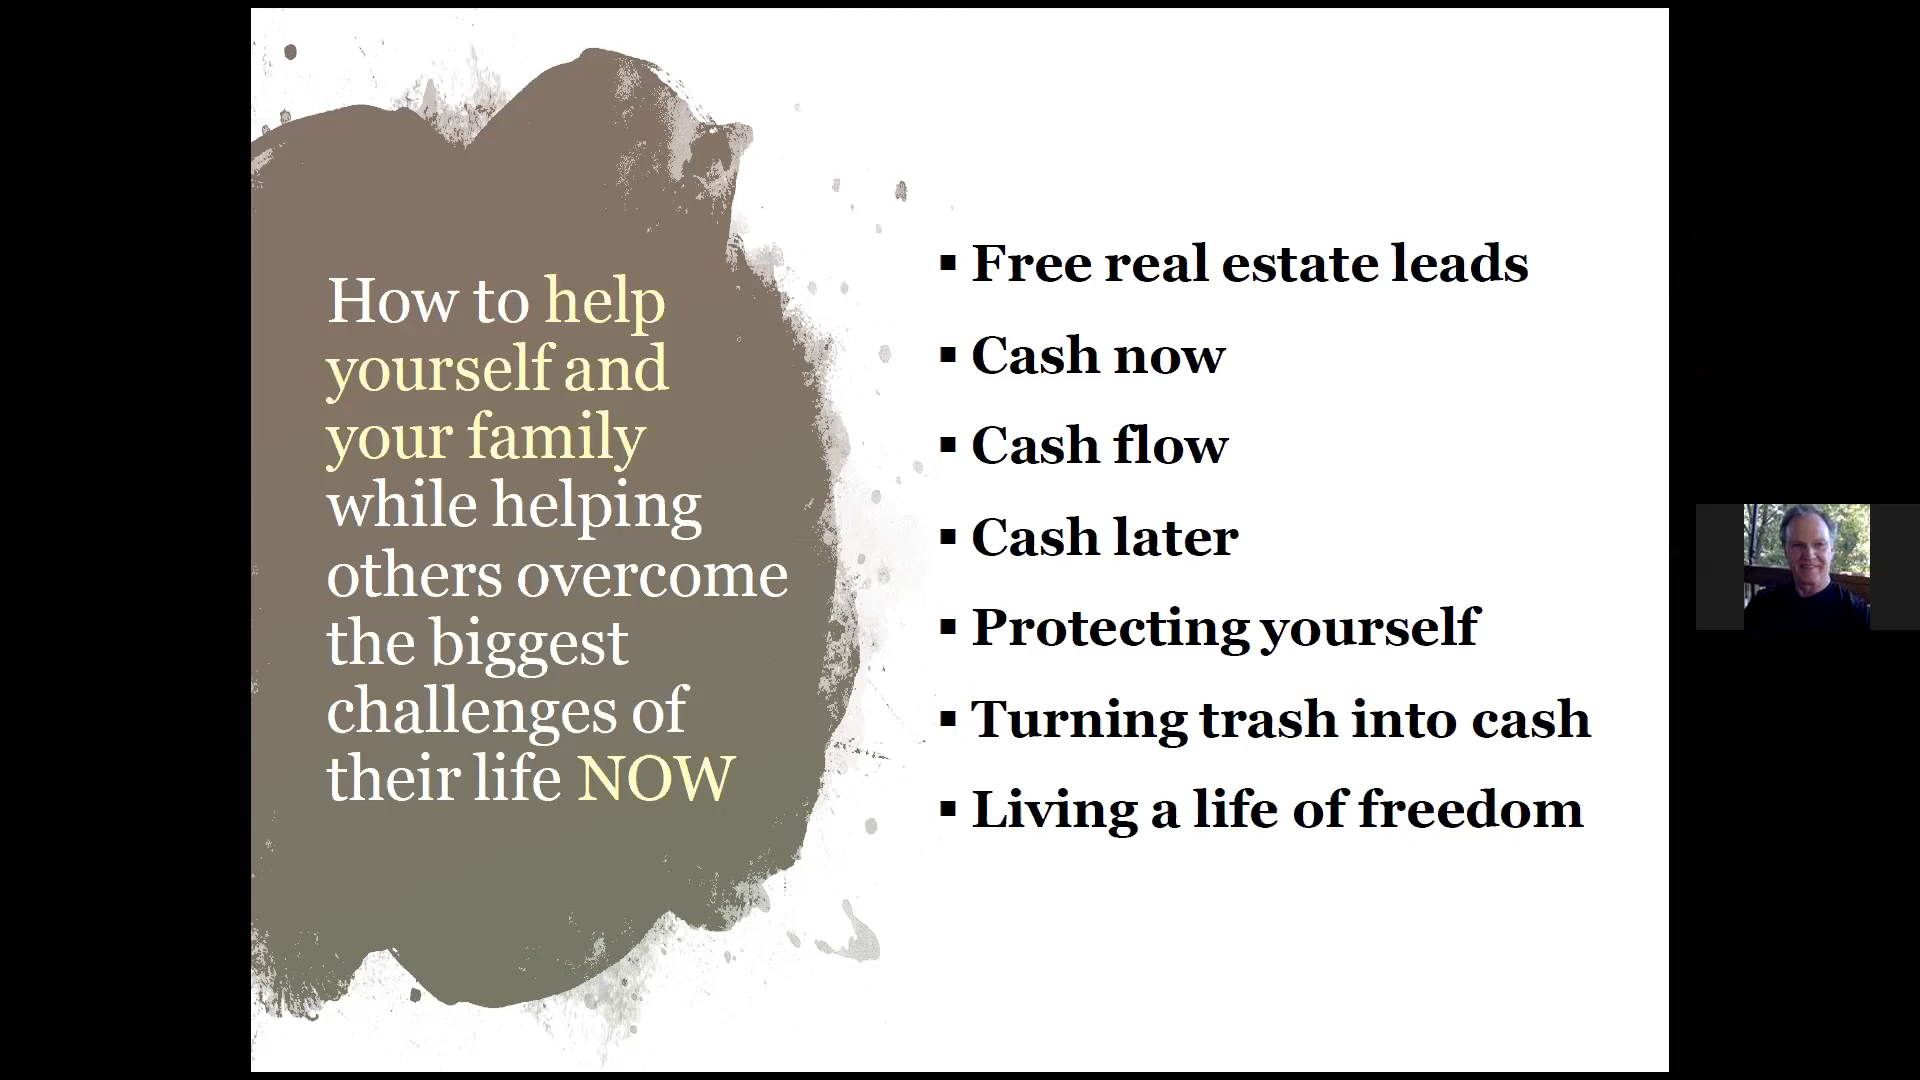 How to help
yourself and
your family
while helping
others overcome
the biggest
challenges of
their life NOW
▪ Free real estate leads
▪ Cash now
▪ Cash flow
▪ Cash later
▪ Protecting yourself
▪ Turning trash into cash
▪ Living a life of freedom